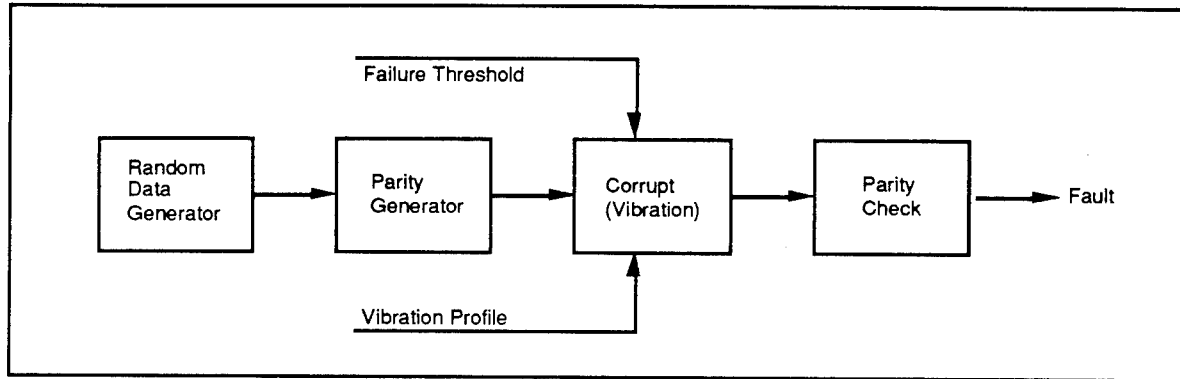 Failure Threshold
Random
Data
Generator
Parity
Generator
Corrupt
(Vibration)
Parity
Check
Fault
Vibration Profile